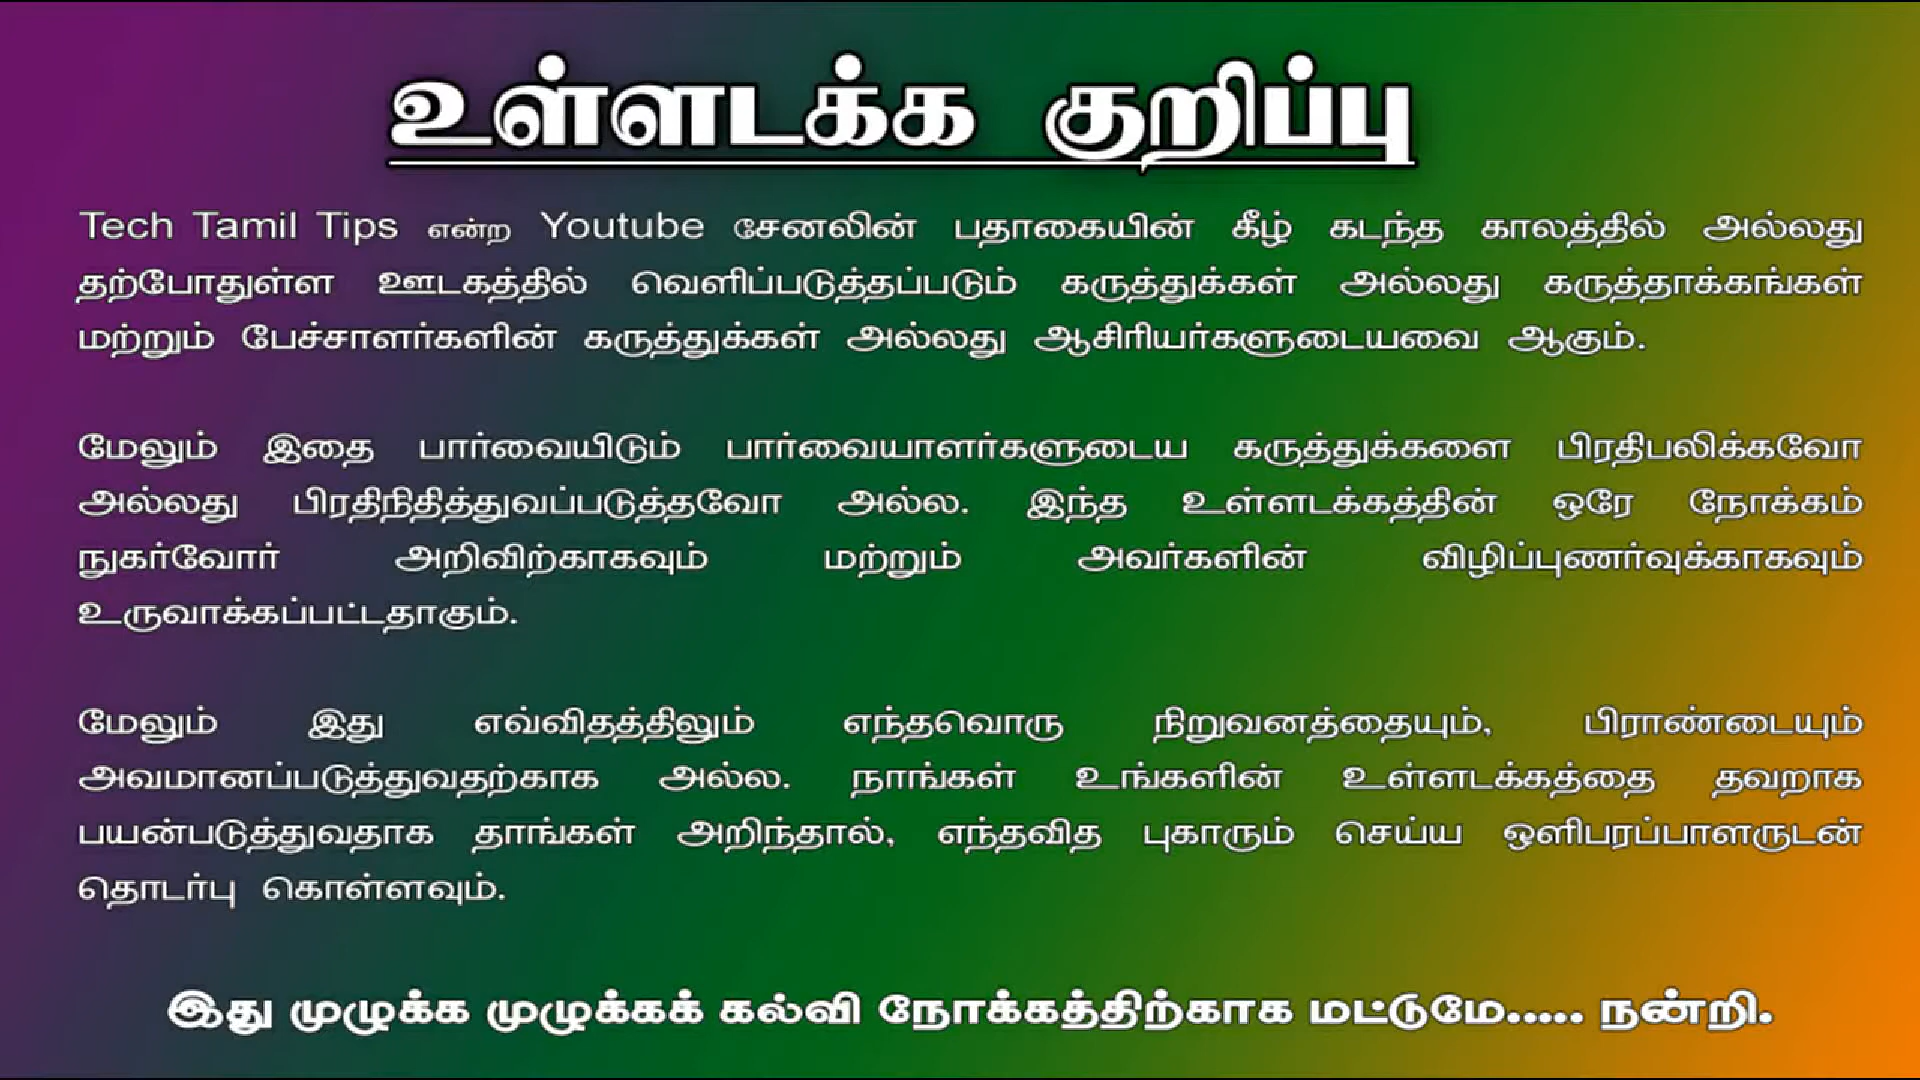 உள்ளடக்க குறிப்பு
Tech Tamil Tips என்ற Youtube சேனலின் பதாகையின் கீழ் கடந்த காலத்தில் அல்லது
தற்போதுள்ள ஊடகத்தில் வெளிப்படுத்தப்படும் கருத்துக்கள் அல்லது கருத்தாக்கங்கள்
மற்றும் பேச்சாளர்களின் கருத்துக்கள் அல்லது ஆசிரியர்களுடையவை ஆகும்.
மேலும் இதை பார்வையிடும் பார்வையாளர்களுடைய கருத்துக்களை பிரதிபலிக்கவோ
அல்லது பிரதிநிதித்துவப்படுத்தவோ அல்ல. இந்த உள்ளடக்கத்தின் ஒரே நோக்கம்
நுகர்வோர் அறிவிற்காகவும் மற்றும் அவர்களின் விழிப்புணர்வுக்காகவும்
உருவாக்கப்பட்டதாகும்.
மேலும் இது எவ்விதத்திலும் எந்தவொரு நிறுவனத்தையும், பிராண்டையும்
அவமானப்படுத்துவதற்காக அல்ல. நாங்கள் உங்களின் உள்ளடக்கத்தை தவறாக
பயன்படுத்துவதாக தாங்கள் அறிந்தால், எந்தவித புகாரும் செய்ய ஒளிபரப்பாளருடன்
தொடர்பு கொள்ளவும்.
இது முழுக்க முழுக்கக் கல்வி நோக்கத்திற்காக மட்டுமே..... நன்றி.